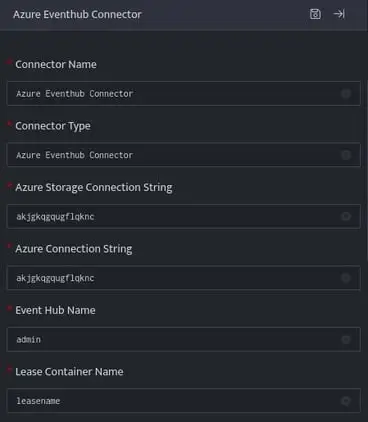 Azure Eventhub Connector
* Connector Name
Azure Eventhub Connector
* Connector Type
Azure Eventhub Connector
* Azure Storage Connection String
akjgkqgqugflqknc
* Azure Connection String
akjgkqgqugflqknc
* Event Hub Name
admin
* Lease Container Name
leasename